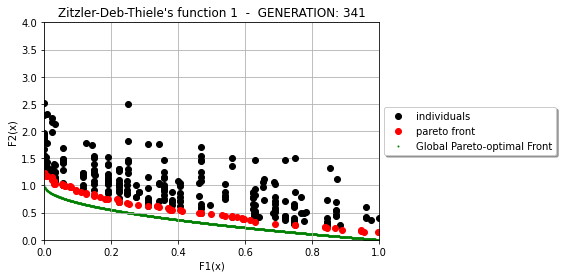 Zitzler-Deb-Thiele's function 1 - GENERATION: 341
4.0
3.5
3.0
2.5
2.0
1.5
1.0
0.5
0.0
F2(x)
0.0 0.2 0.4 0.6 0.8 1.0
F1(x)
individuals
pareto front
Global Pareto-optimal Front